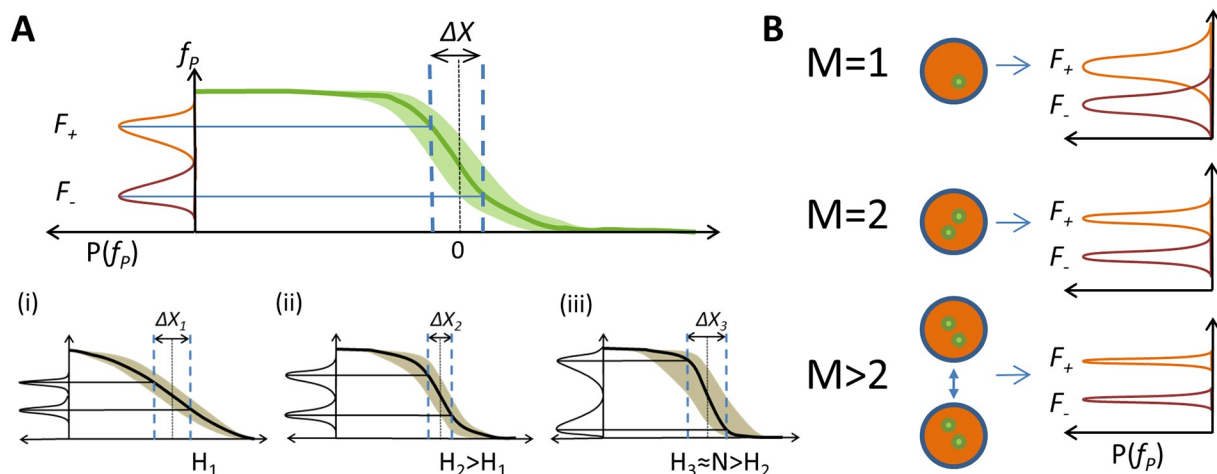 A
ΔX
f_P
F_+
F_-
P(f_P)
0
(i)
ΔX_1
H_1
(ii)
ΔX_2
H_2>H_1
(iii)
ΔX_3
H_3≈N>H_2
B
M=1
F_+
F_-
M=2
F_+
F_-
M>2
F_+
F_-
P(f_P)